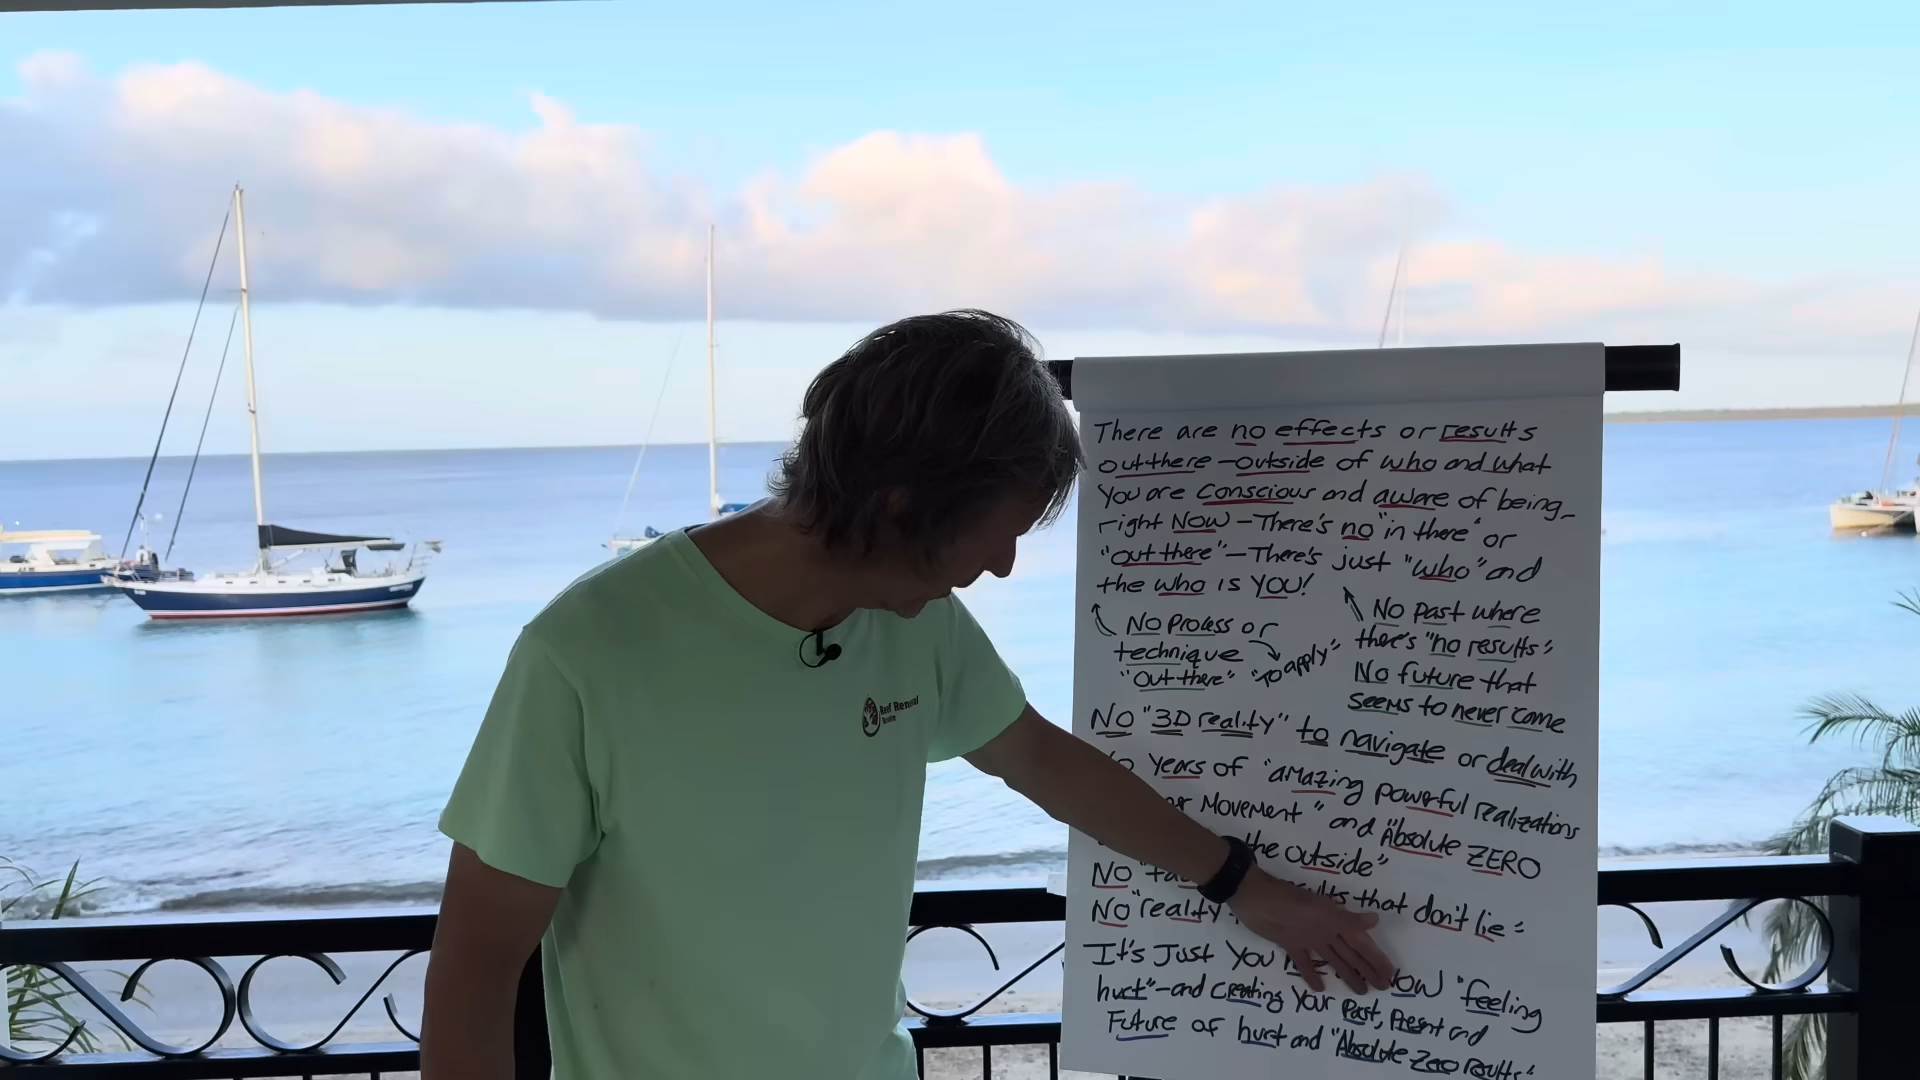 There are no effects or results
out there - outside of who and what
You are conscious and aware of being -
right NOW - There's no "in there" or
"out there" - There's just "who" and
the who is YOU!
No Process or
technique
"Out there" "To apply"
No past where
there's "no results"
No future that
seems to never come
No "3D reality" to navigate or deal with
Years of "amazing powerful realizations
Movement" and "Absolute ZERO
the outside"
No that don't lie"
No "reality
It's Just You NOW "feeling
hurt" - and creating Your Past, Present and
Future of hurt and "Absolute Zero results"
Reef Renewal